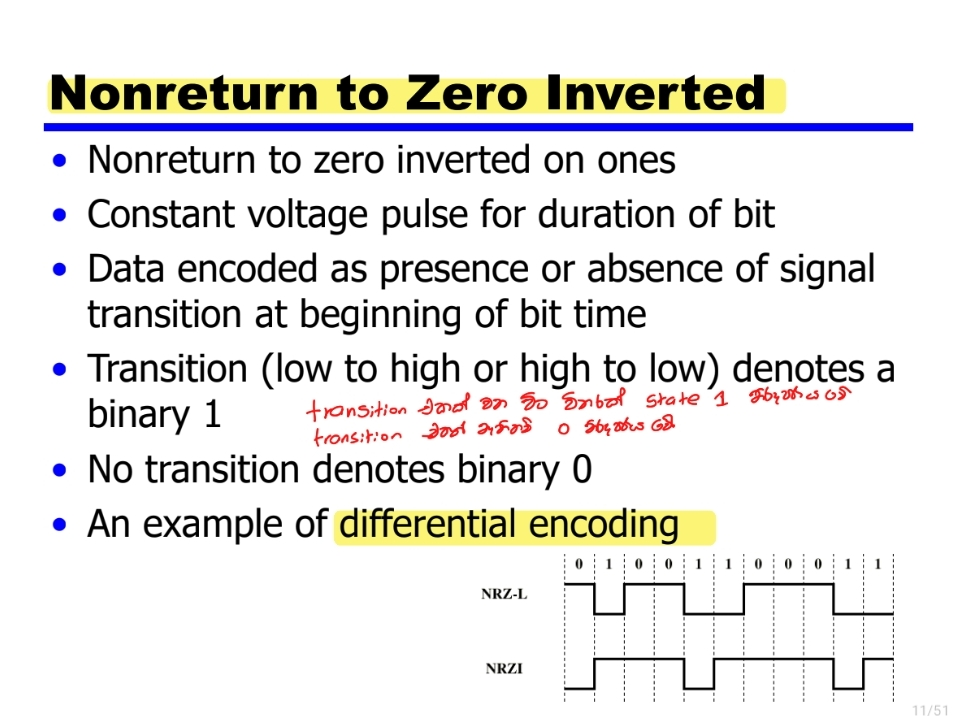 Nonreturn to Zero Inverted
• Nonreturn to zero inverted on ones
• Constant voltage pulse for duration of bit
• Data encoded as presence or absence of signal
transition at beginning of bit time
• Transition (low to high or high to low) denotes a
binary 1
transition එකක් වන විට state 1
transition එකක් නැතිනම් 0
• No transition denotes binary 0
• An example of differential encoding
0 1 0 0 1 1 0 0 0 1 1
NRZ-L
NRZI
11/51